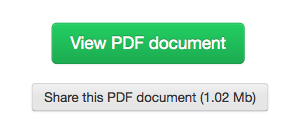 View PDF document
Share this PDF document (1.02 Mb)